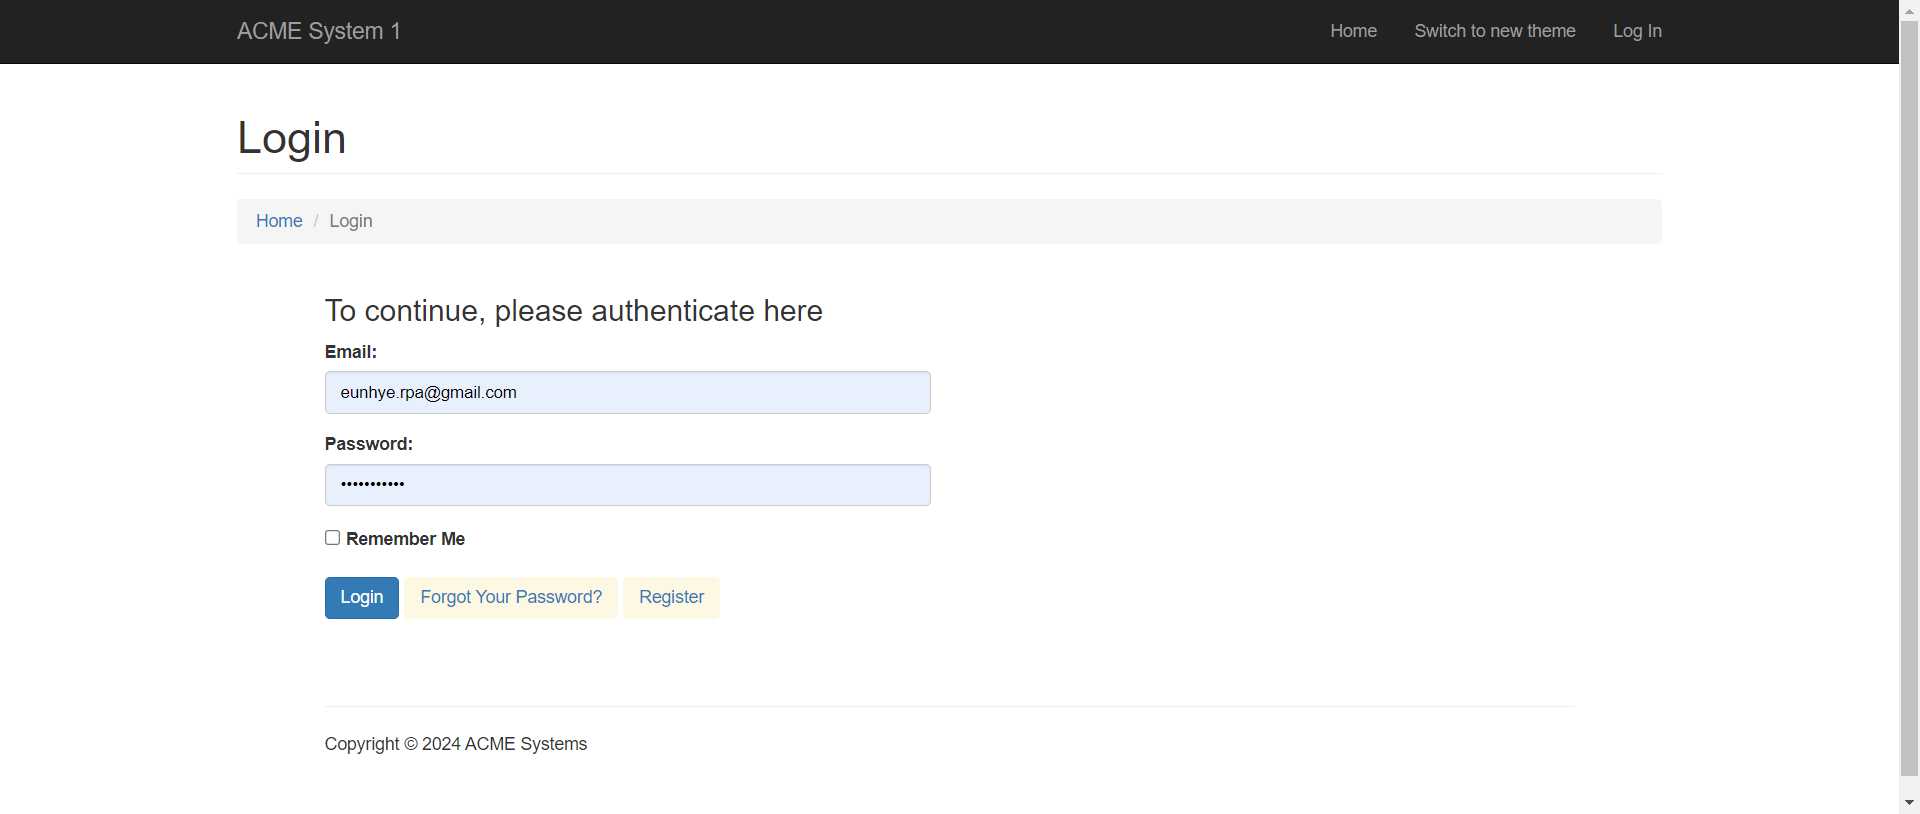 ACME System 1 Home Switch to new theme Log In
Login
Home / Login
To continue, please authenticate here
Email:
eunhye.rpa@gmail.com
Password:
•••••••••••
Remember Me
Login Forgot Your Password? Register
Copyright © 2024 ACME Systems